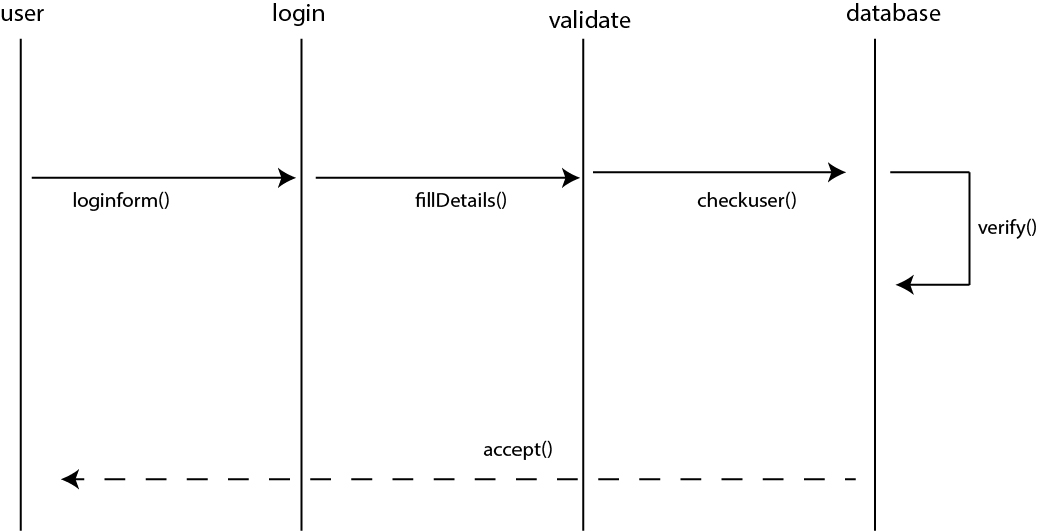 user
login
validate
database
loginform()
fillDetails()
checkuser()
verify()
accept()